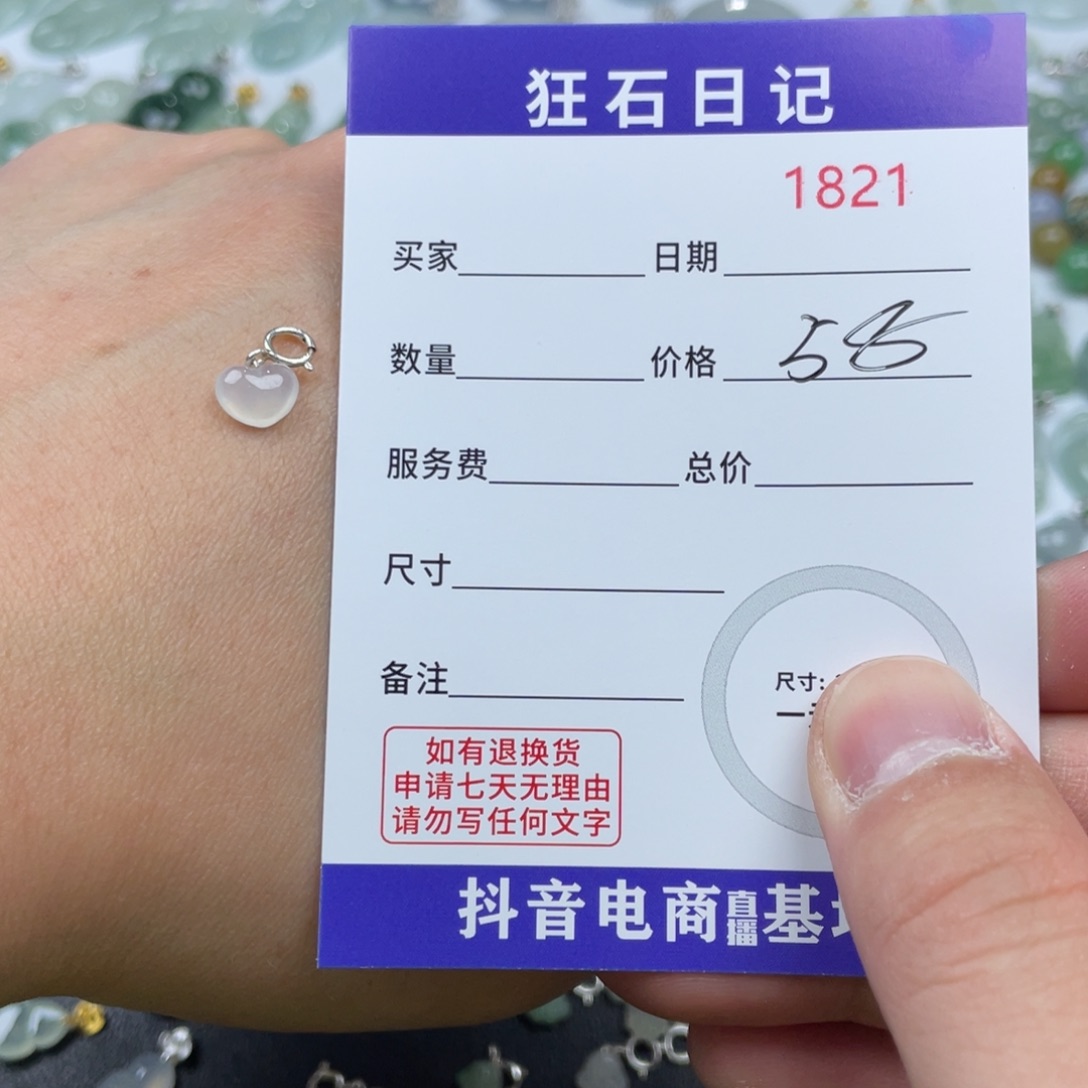 狂石日记
1821
买家 日期
数量 价格 58
服务费 总价
尺寸
备注
尺寸:
一
如有退换货
申请七天无理由
请勿写任何文字
抖音电商直播基